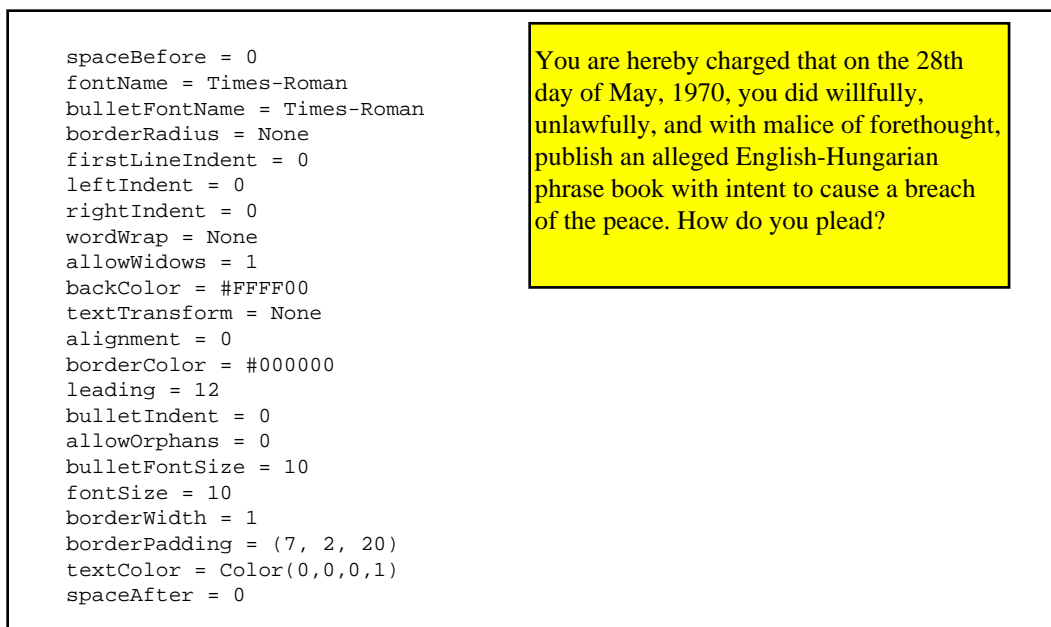 spaceBefore = 0
fontName = Times-Roman
bulletFontName = Times-Roman
borderRadius = None
firstLineIndent = 0
leftIndent = 0
rightIndent = 0
wordWrap = None
allowWidows = 1
backColor = #FFFF00
textTransform = None
alignment = 0
borderColor = #000000
leading = 12
bulletIndent = 0
allowOrphans = 0
bulletFontSize = 10
fontSize = 10
borderWidth = 1
borderPadding = (7, 2, 20)
textColor = Color(0,0,0,1)
spaceAfter = 0
You are hereby charged that on the 28th
day of May, 1970, you did willfully,
unlawfully, and with malice of forethought,
publish an alleged English-Hungarian
phrase book with intent to cause a breach
of the peace. How do you plead?